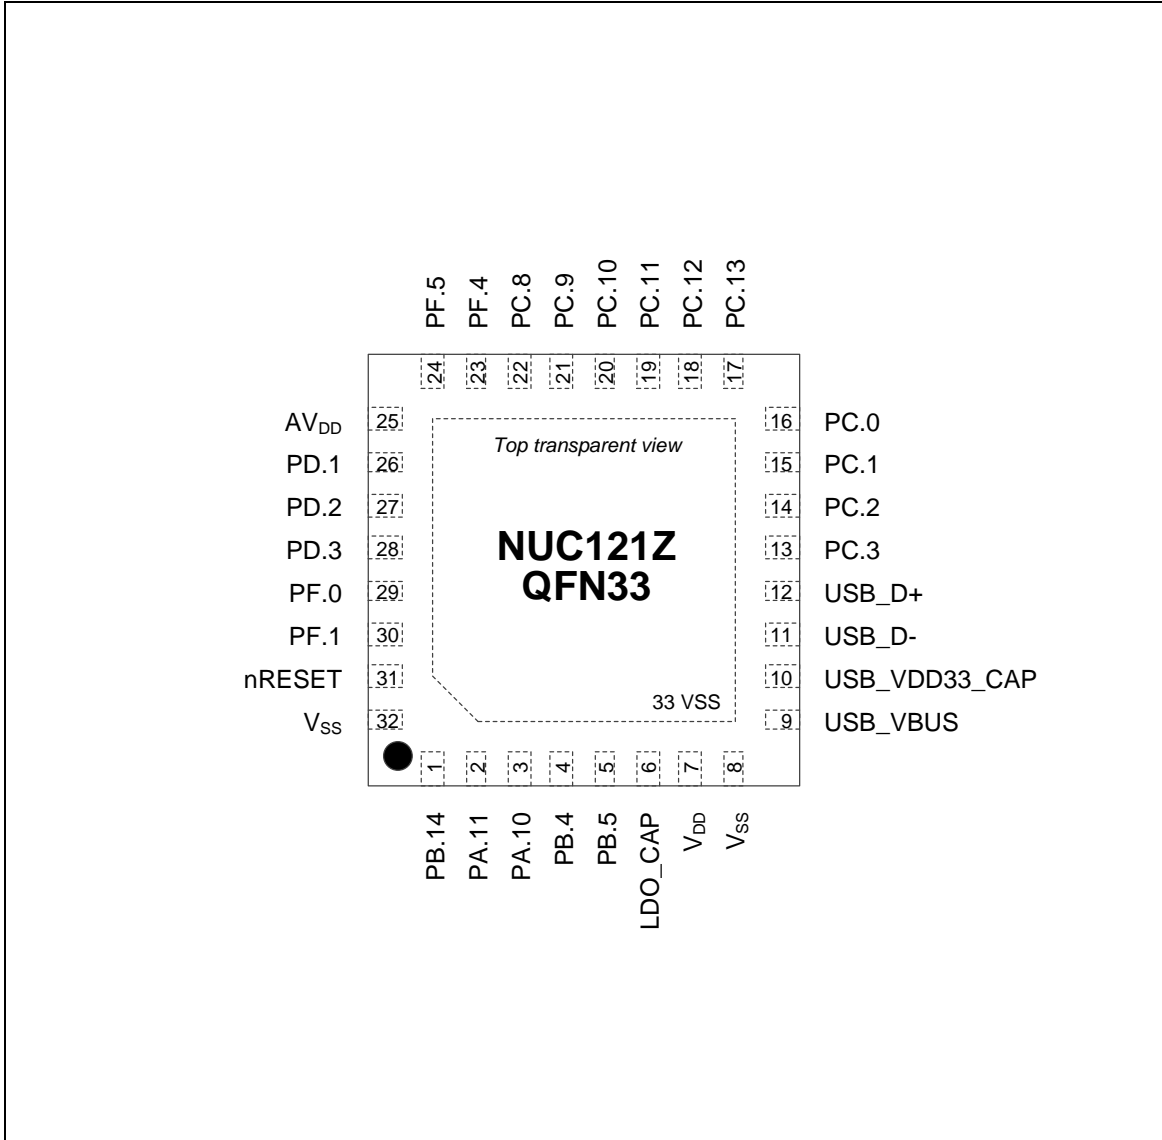 PF.5
PF.4
PC.8
PC.9
PC.10
PC.11
PC.12
PC.13
24
23
22
21
20
19
18
17
AVDD
25
16
PC.0
PD.1
26
15
PC.1
PD.2
27
14
PC.2
PD.3
28
13
PC.3
PF.0
29
12
USB_D+
PF.1
30
11
USB_D-
nRESET
31
10
USB_VDD33_CAP
VSS
32
9
USB_VBUS
Top transparent view
NUC121Z
QFN33
33 VSS
1
2
3
4
5
6
7
8
PB.14
PA.11
PA.10
PB.4
PB.5
LDO_CAP
VDD
VSS